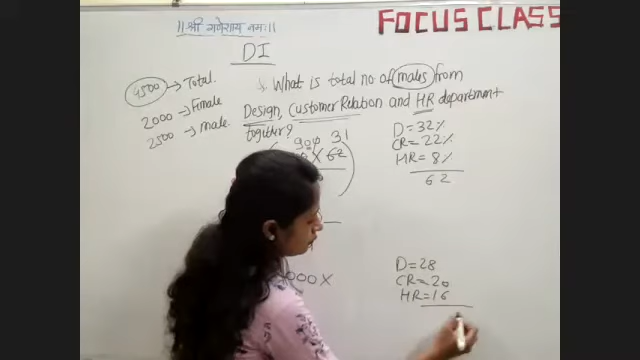 ॥ श्री गणेशाय नमः॥
FOCUS CLASS
DI
4500 → Total.
2000 → Female
2500 → male.
What is total no of males from
Design, Customer Relation and HR department
together?
31
X 62
D = 32%
CR = 22%
HR = 8%
62
000 X
D = 28
CR = 20
HR = 16